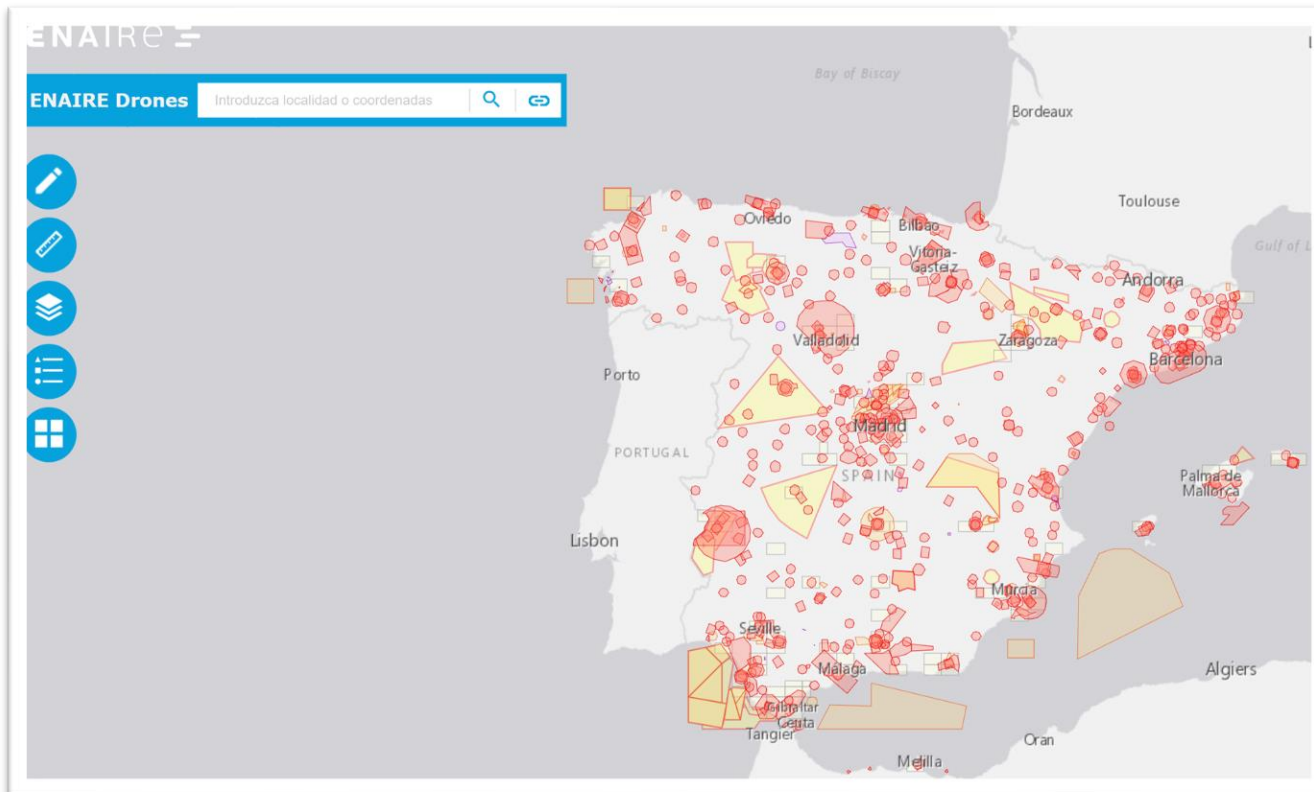 ENAIRE
Bay of Biscay
ENAIRE Drones
Introduzca localidad o coordenadas
Bordeaux
Toulouse
Oviedo
Bilbao
Gulf of L
Vitoria-
Gasteiz
Andorra
Valladolid
Zaragoza
Barcelona
Porto
Madrid
PORTUGAL
SPAIN
Palma de
Mallorca
Lisbon
Murcia
Seville
Málaga
Algiers
Gibraltar
Ceuta
Tangier
Oran
Melilla